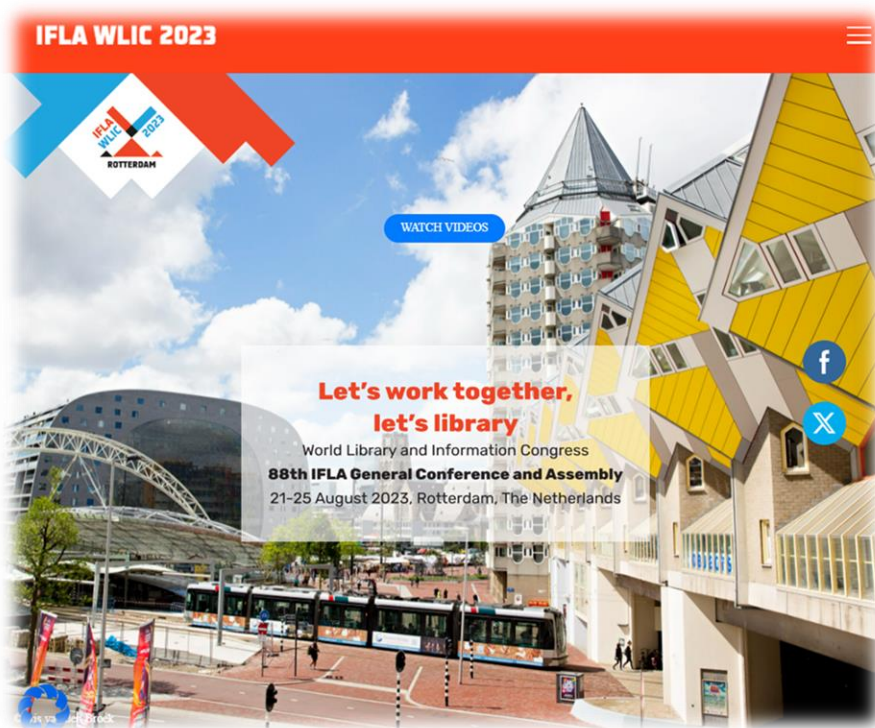 IFLA WLIC 2023
IFLA
WLIC
2023
ROTTERDAM
WATCH VIDEOS
Let's work together,
let's library
World Library and Information Congress
88th IFLA General Conference and Assembly
21-25 August 2023, Rotterdam, The Netherlands